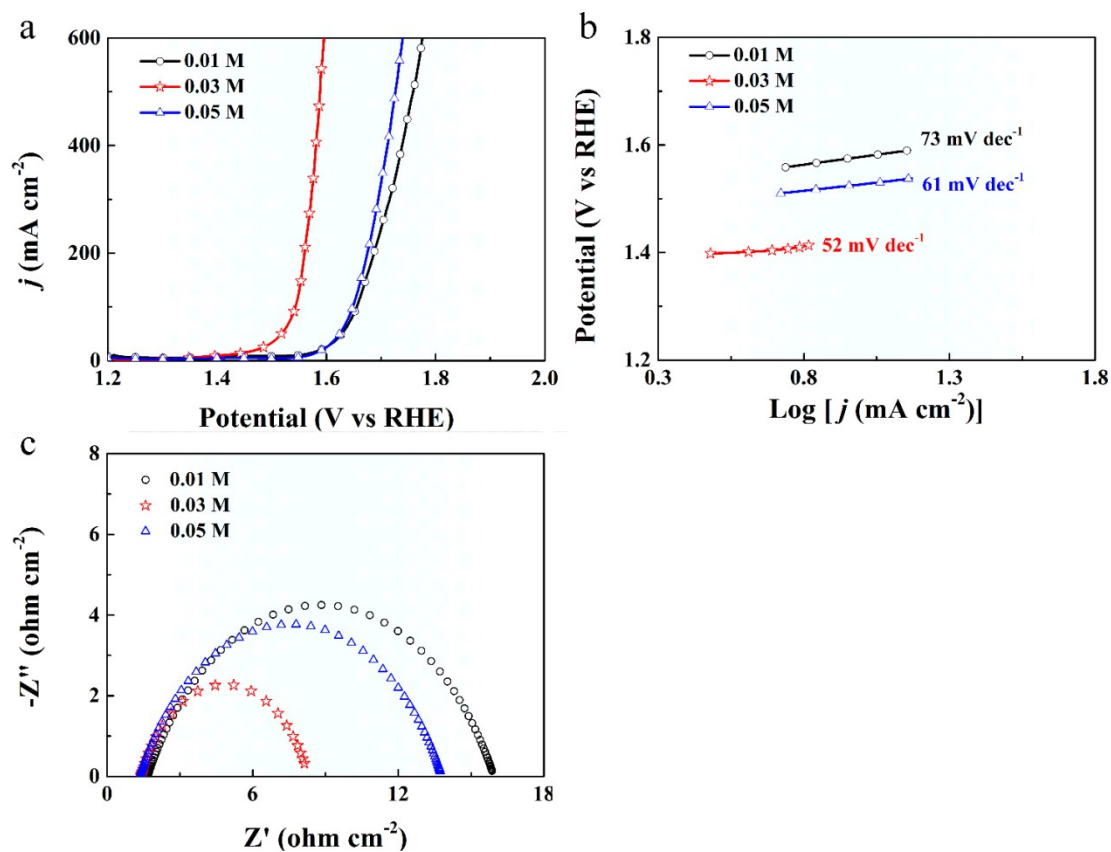 a
600
400
200
0
j (mA cm⁻²)
0.01 M
0.03 M
0.05 M
1.2 1.4 1.6 1.8 2.0
Potential (V vs RHE)
b
1.8
1.6
1.4
1.2
Potential (V vs RHE)
0.01 M
0.03 M
0.05 M
73 mV dec⁻¹
61 mV dec⁻¹
52 mV dec⁻¹
0.3 0.8 1.3 1.8
Log [ j (mA cm⁻²)]
c
8
6
4
2
0
-Z'' (ohm cm⁻²)
0.01 M
0.03 M
0.05 M
0 6 12 18
Z' (ohm cm⁻²)